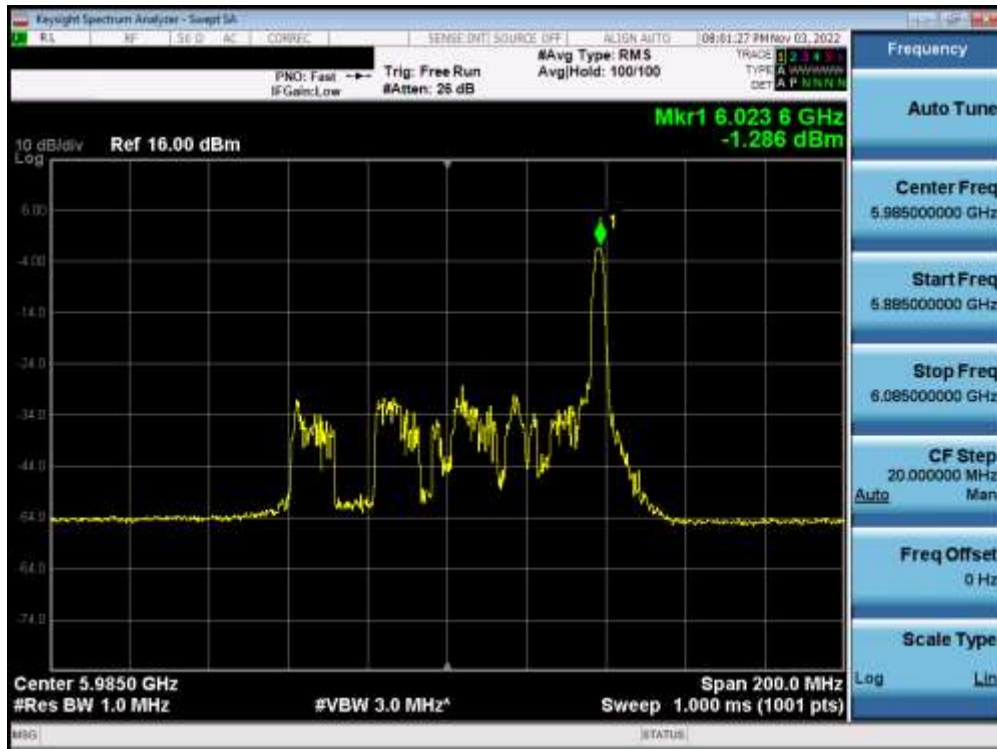 Keysight Spectrum Analyzer - Swept SA
RL RF 50 Ω AC CORREC SENSE:INT SOURCE OFF ALIGN AUTO 08:01:27 PM Nov 03, 2022
#Avg Type: RMS
PNO: Fast Trig: Free Run Avg|Hold: 100/100
IFGain:Low #Atten: 26 dB
TRACE 1 2 3 4 5 6
TYPE A WWWWW
DET A P N N N N
Mkr1 6.023 6 GHz
-1.286 dBm
10 dB/div Ref 16.00 dBm
Log
6.00
-4.00
-14.0
-24.0
-34.0
-44.0
-54.0
-64.0
-74.0
1
Center 5.9850 GHz Span 200.0 MHz
#Res BW 1.0 MHz #VBW 3.0 MHz* Sweep 1.000 ms (1001 pts)
MSG STATUS
Frequency
Auto Tune
Center Freq
5.985000000 GHz
Start Freq
5.885000000 GHz
Stop Freq
6.085000000 GHz
CF Step
20.000000 MHz
Auto Man
Freq Offset
0 Hz
Scale Type
Log Lin